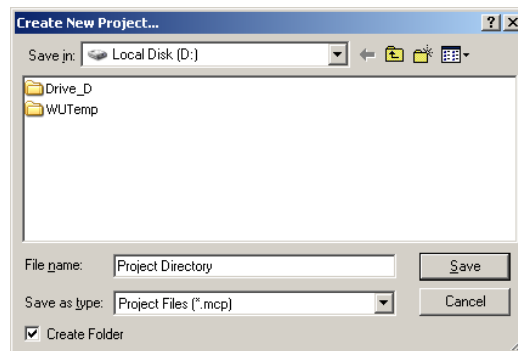 Create New Project...
Save in: Local Disk (D:)
Drive_D
WUTemp
File name: Project Directory Save
Save as type: Project Files (*.mcp) Cancel
Create Folder